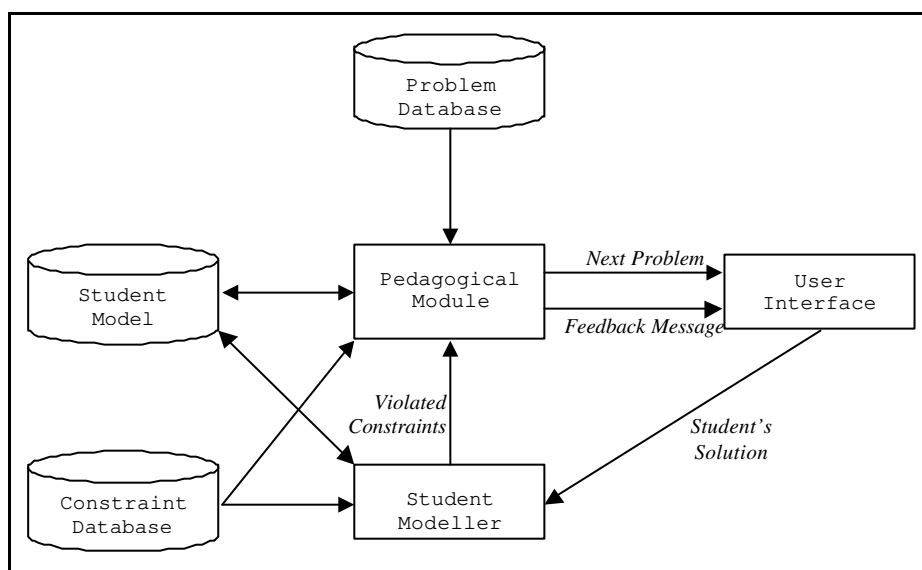 Problem
Database
Student
Model
Pedagogical
Module
Next Problem
Feedback Message
User
Interface
Violated
Constraints
Student's
Solution
Constraint
Database
Student
Modeller